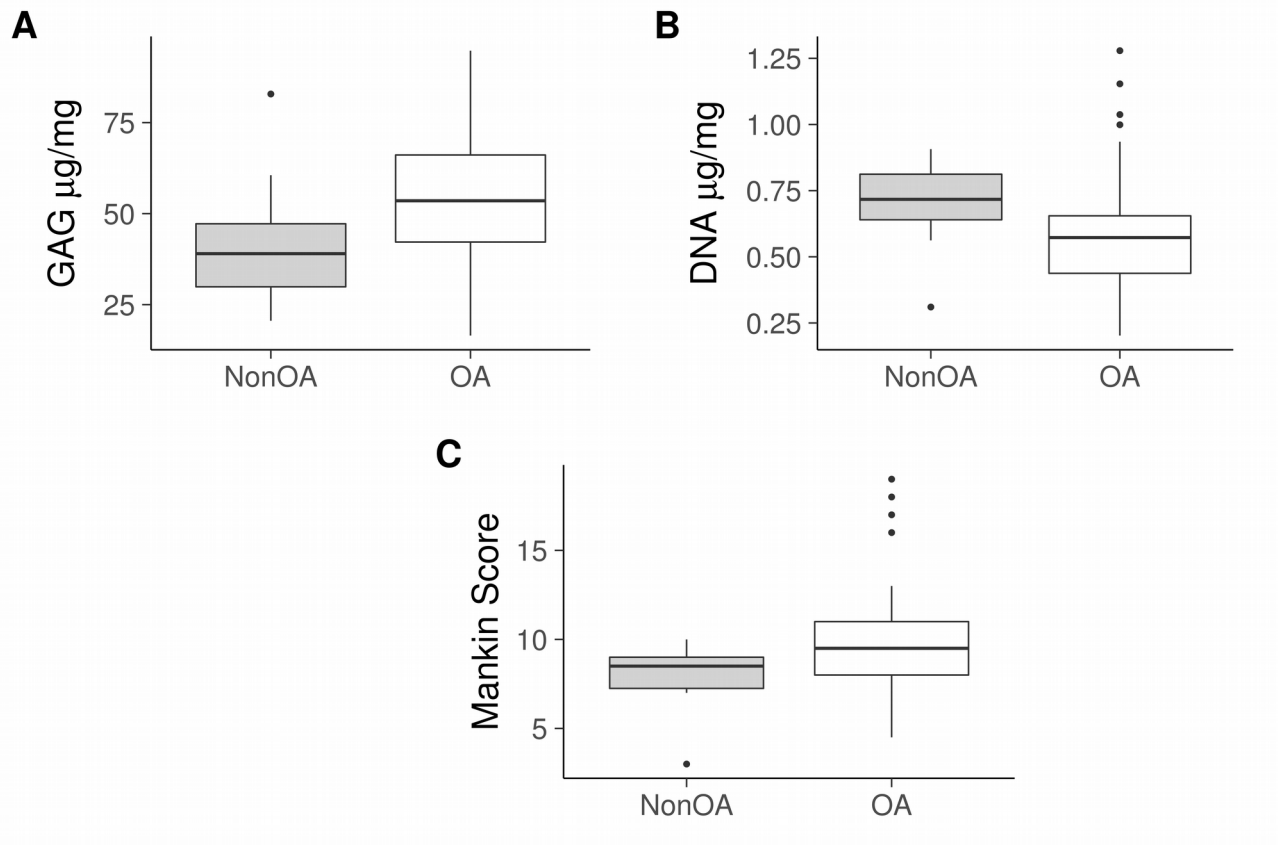 A
GAG µg/mg
75
50
25
NonOA OA
B
DNA µg/mg
1.25
1.00
0.75
0.50
0.25
NonOA OA
C
Mankin Score
15
10
5
NonOA OA